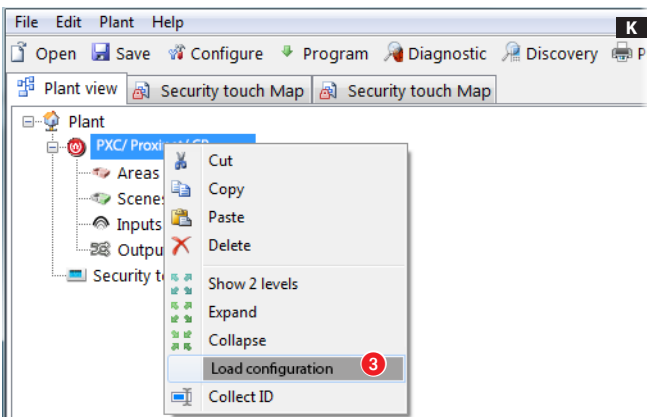 File Edit Plant Help
K
Open Save Configure Program Diagnostic Discovery P
Plant view Security touch Map Security touch Map
Plant
PXC/
Areas
Scenes
Inputs
Security
Cut
Copy
Paste
Delete
Show 2 levels
Expand
Collapse
Load configuration 3
Collect ID